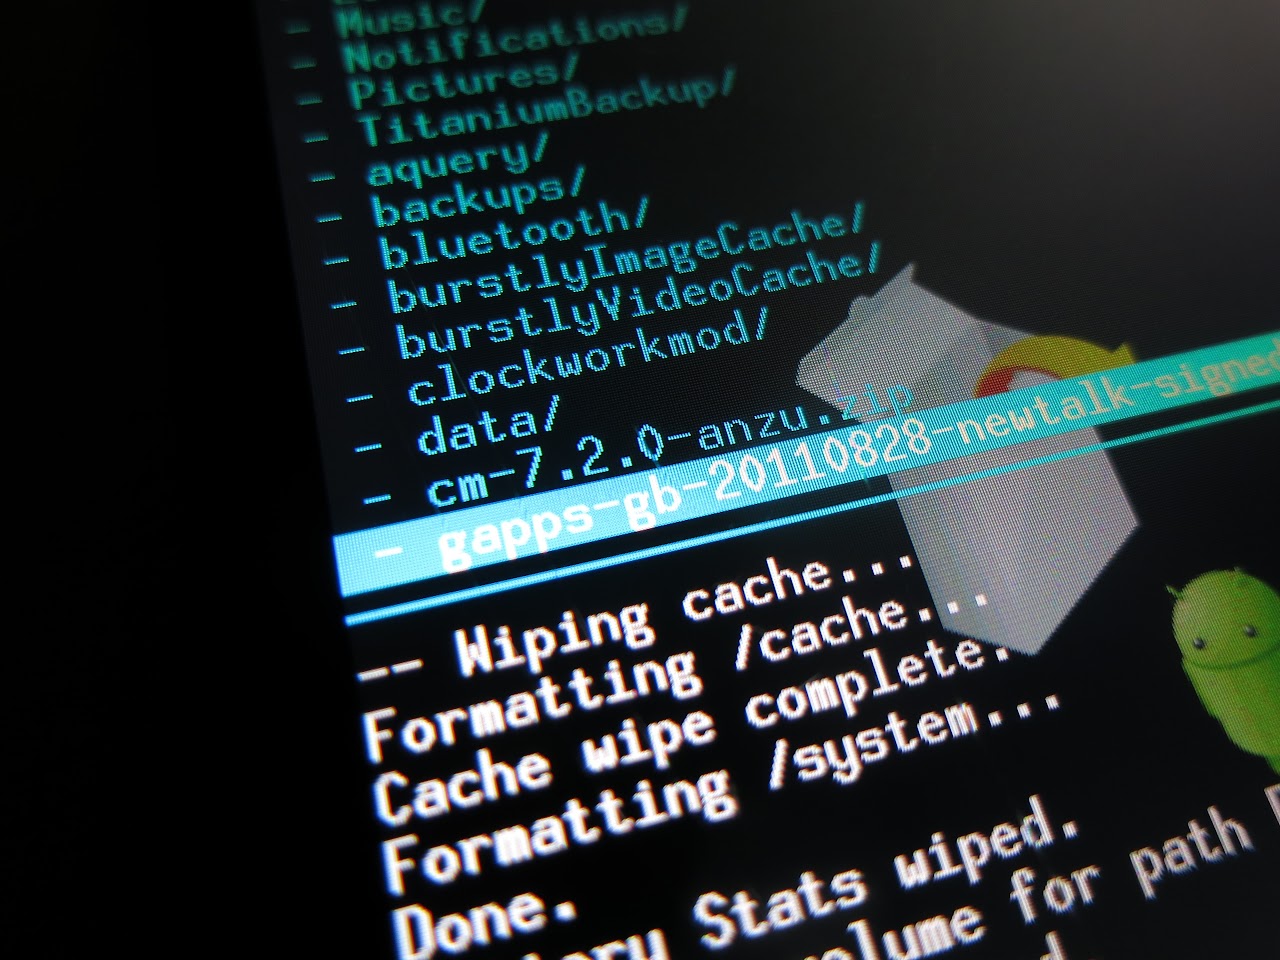 - Music/
- Notifications/
- Pictures/
- TitaniumBackup/
- aquery/
- backups/
- bluetooth/
- burstlyImageCache/
- burstlyVideoCache/
- clockworkmod/
- data/
- cm-7.2.0-anzu.zip
- gapps-gb-20110828-newtalk-signed
-- Wiping cache...
Formatting /cache...
Cache wipe complete.
Formatting /system...
Done.
Stats wiped.
for path